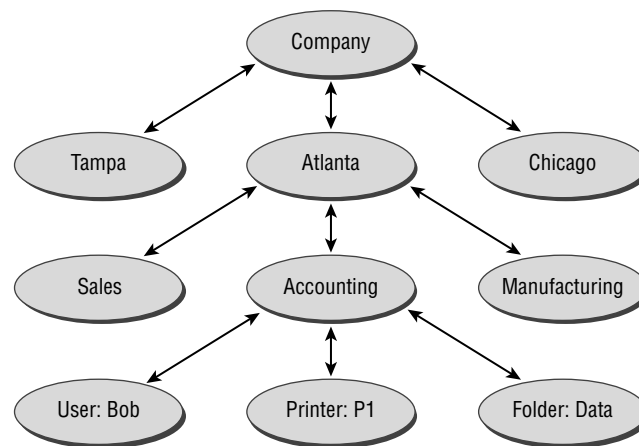 Company
Tampa
Atlanta
Chicago
Sales
Accounting
Manufacturing
User: Bob
Printer: P1
Folder: Data